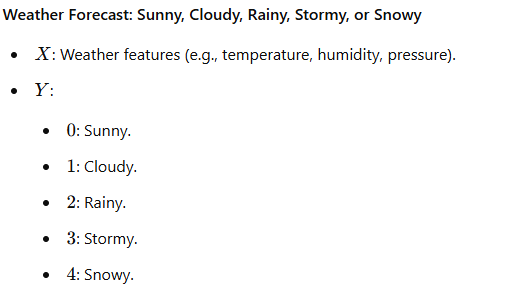 Weather Forecast: Sunny, Cloudy, Rainy, Stormy, or Snowy
• X: Weather features (e.g., temperature, humidity, pressure).
• Y:
• 0: Sunny.
• 1: Cloudy.
• 2: Rainy.
• 3: Stormy.
• 4: Snowy.